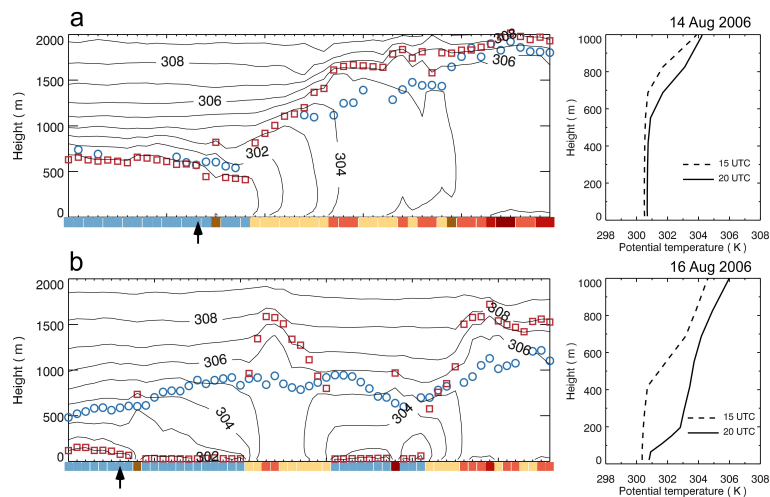 a
14 Aug 2006
2000
1500
1000
500
0
Height ( m )
308
306
302
304
308
306
1000
800
600
400
200
0
Height ( m )
15 UTC
20 UTC
298 300 302 304 306 308
Potential temperature ( K )
b
16 Aug 2006
2000
1500
1000
500
0
Height ( m )
308
306
304
302
304
308
306
1000
800
600
400
200
0
Height ( m )
15 UTC
20 UTC
298 300 302 304 306 308
Potential temperature ( K )